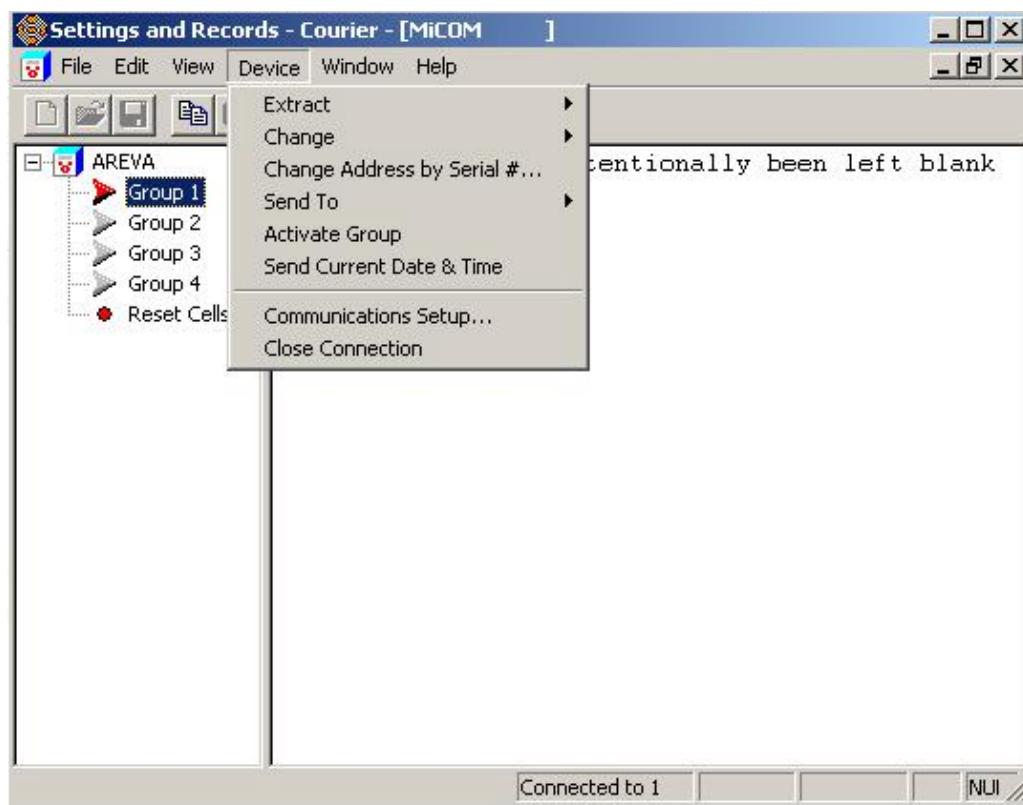 Settings and Records - Courier - [MiCOM ]
File Edit View Device Window Help
Extract
Change
Change Address by Serial #...
Send To
Activate Group
Send Current Date & Time
Communications Setup...
Close Connection
AREVA
Group 1
Group 2
Group 3
Group 4
Reset Cells
tentionally been left blank
Connected to 1
NUI